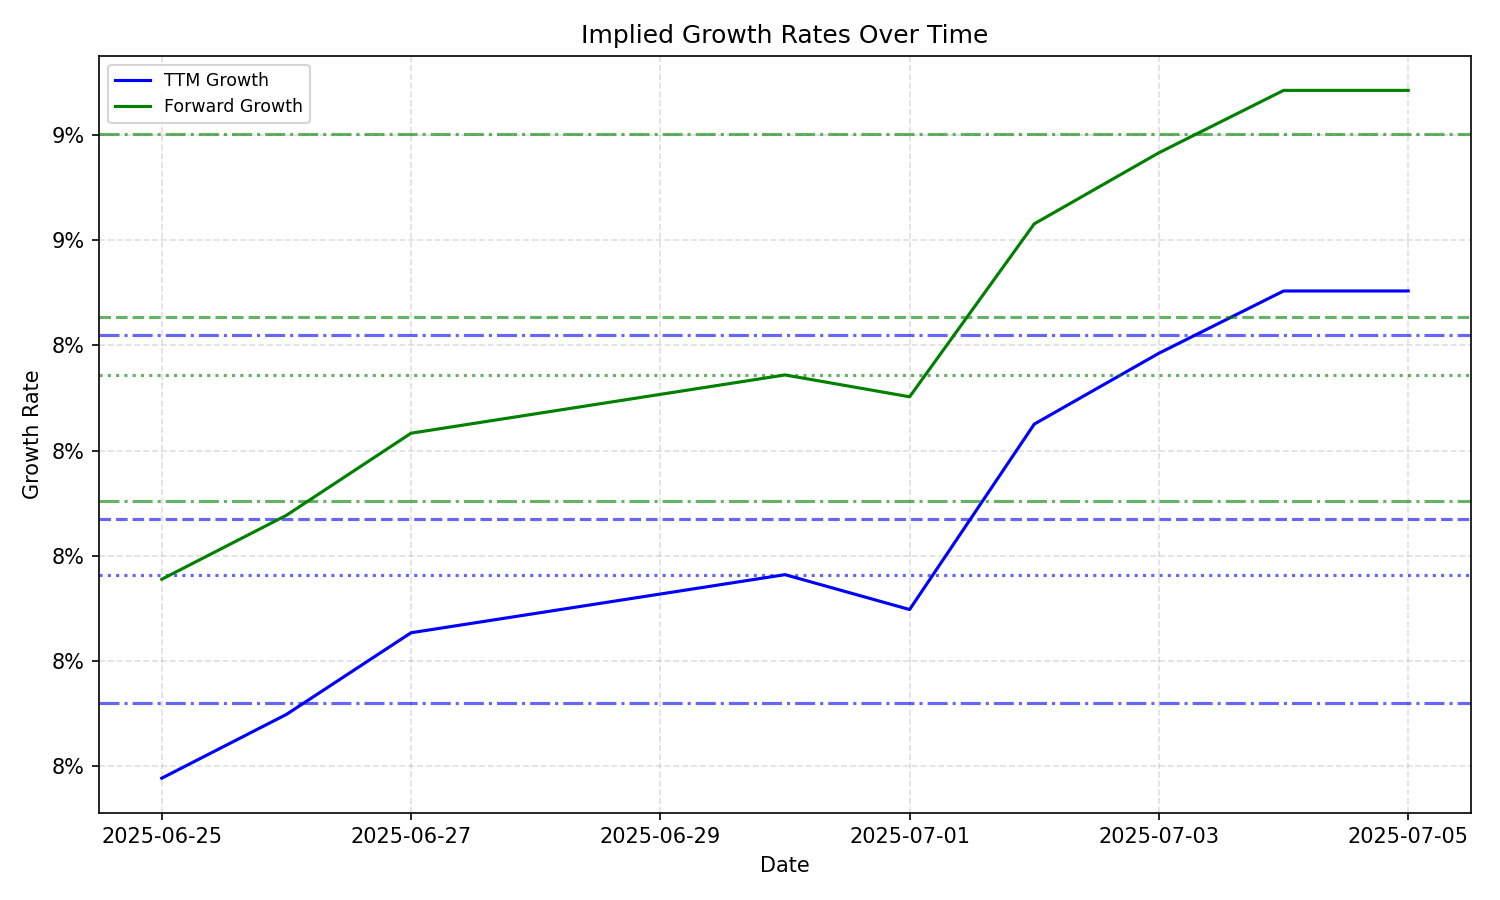 Implied Growth Rates Over Time
TTM Growth
Forward Growth
9%
9%
8%
8%
8%
8%
8%
Growth Rate
2025-06-25
2025-06-27
2025-06-29
2025-07-01
2025-07-03
2025-07-05
Date